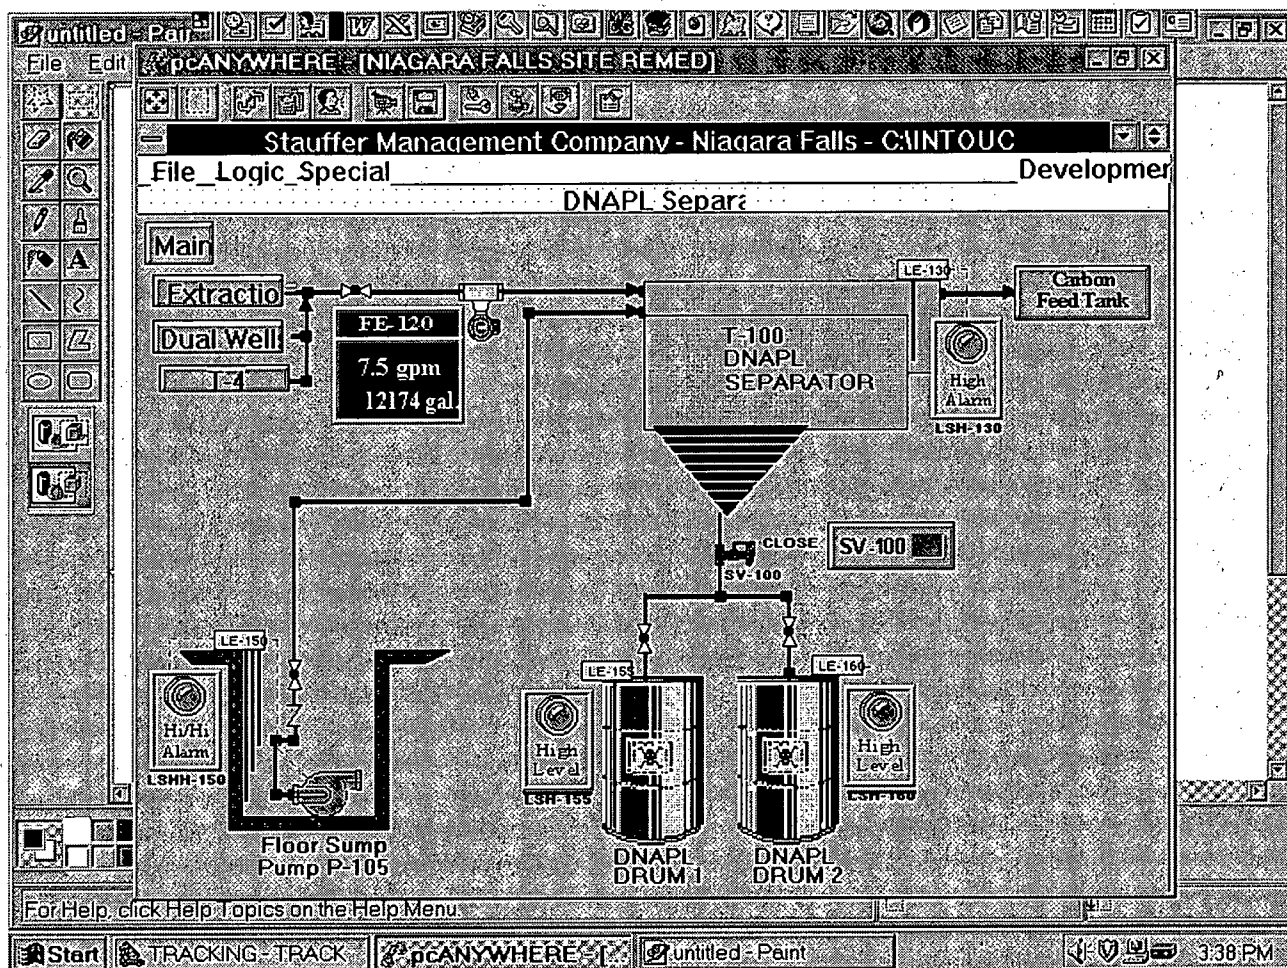 untitled - Pain
File Edit
pcANYWHERE - [NIAGARA FALLS SITE REMED]
Stauffer Management Company - Niagara Falls - C:\INTOUC
File Logic Special
Developmer
DNAPL Separa
Main
Extractio
Dual Well
T-4
FE-120
7.5 gpm
12174 gal.
LE-130
Carbon
Feed Tank
T-100
DNAPL
SEPARATOR
High
Alarm
LSH-130
CLOSE
SV-100
SV-100
LE-150
Hi/Hi
Alarm
LSHH-150
Floor Sump
Pump P-105
LE-155
High
Level
LSH-155
LE-160
High
Level
LSH-160
DNAPL
DRUM 1
DNAPL
DRUM 2
For Help, click Help Topics on the Help Menu.
Start
TRACKING - TRACK
pcANYWHERE - [
untitled - Paint
3:38 PM